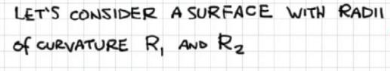 LET'S CONSIDER A SURFACE WITH RADII
of CURVATURE R₁ AND R₂